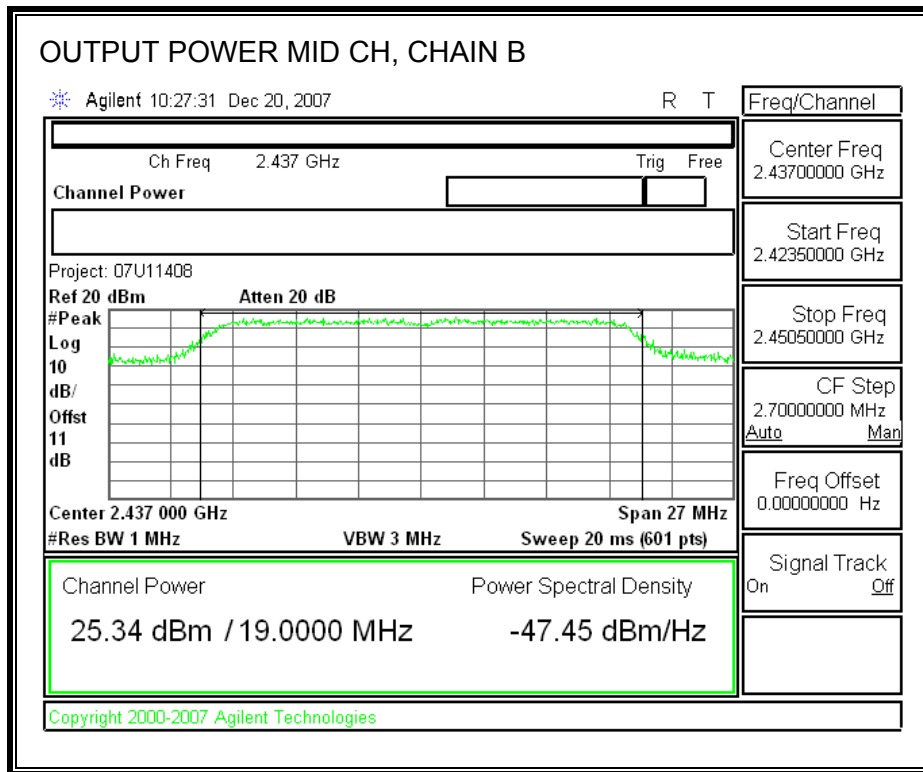 OUTPUT POWER MID CH, CHAIN B
Agilent 10:27:31 Dec 20, 2007 R T
Freq/Channel
Ch Freq 2.437 GHz Trig Free
Channel Power
Center Freq
2.43700000 GHz
Start Freq
2.42350000 GHz
Project: 07U11408
Ref 20 dBm Atten 20 dB
#Peak
Log
10
dB/
Offst
11
dB
Stop Freq
2.45050000 GHz
CF Step
2.70000000 MHz
Auto Man
Freq Offset
0.00000000 Hz
Center 2.437 000 GHz Span 27 MHz
#Res BW 1 MHz VBW 3 MHz Sweep 20 ms (601 pts)
Signal Track
On Off
Channel Power Power Spectral Density
25.34 dBm / 19.0000 MHz -47.45 dBm/Hz
Copyright 2000-2007 Agilent Technologies